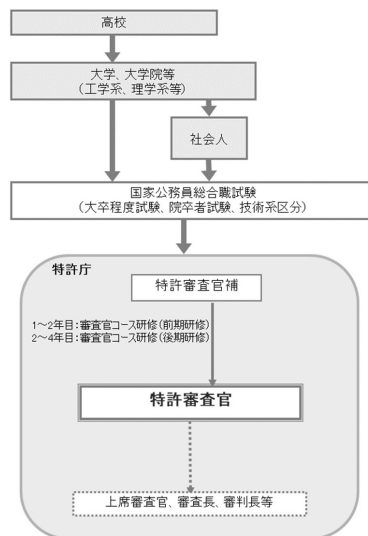 高校
大学、大学院等
（工学系、理学系等）
社会人
国家公務員総合職試験
（大卒程度試験、院卒者試験、技術系区分）
特許庁
特許審査官補
1～2年目：審査官コース研修（前期研修）
2～4年目：審査官コース研修（後期研修）
特許審査官
上席審査官、審査長、審判長等